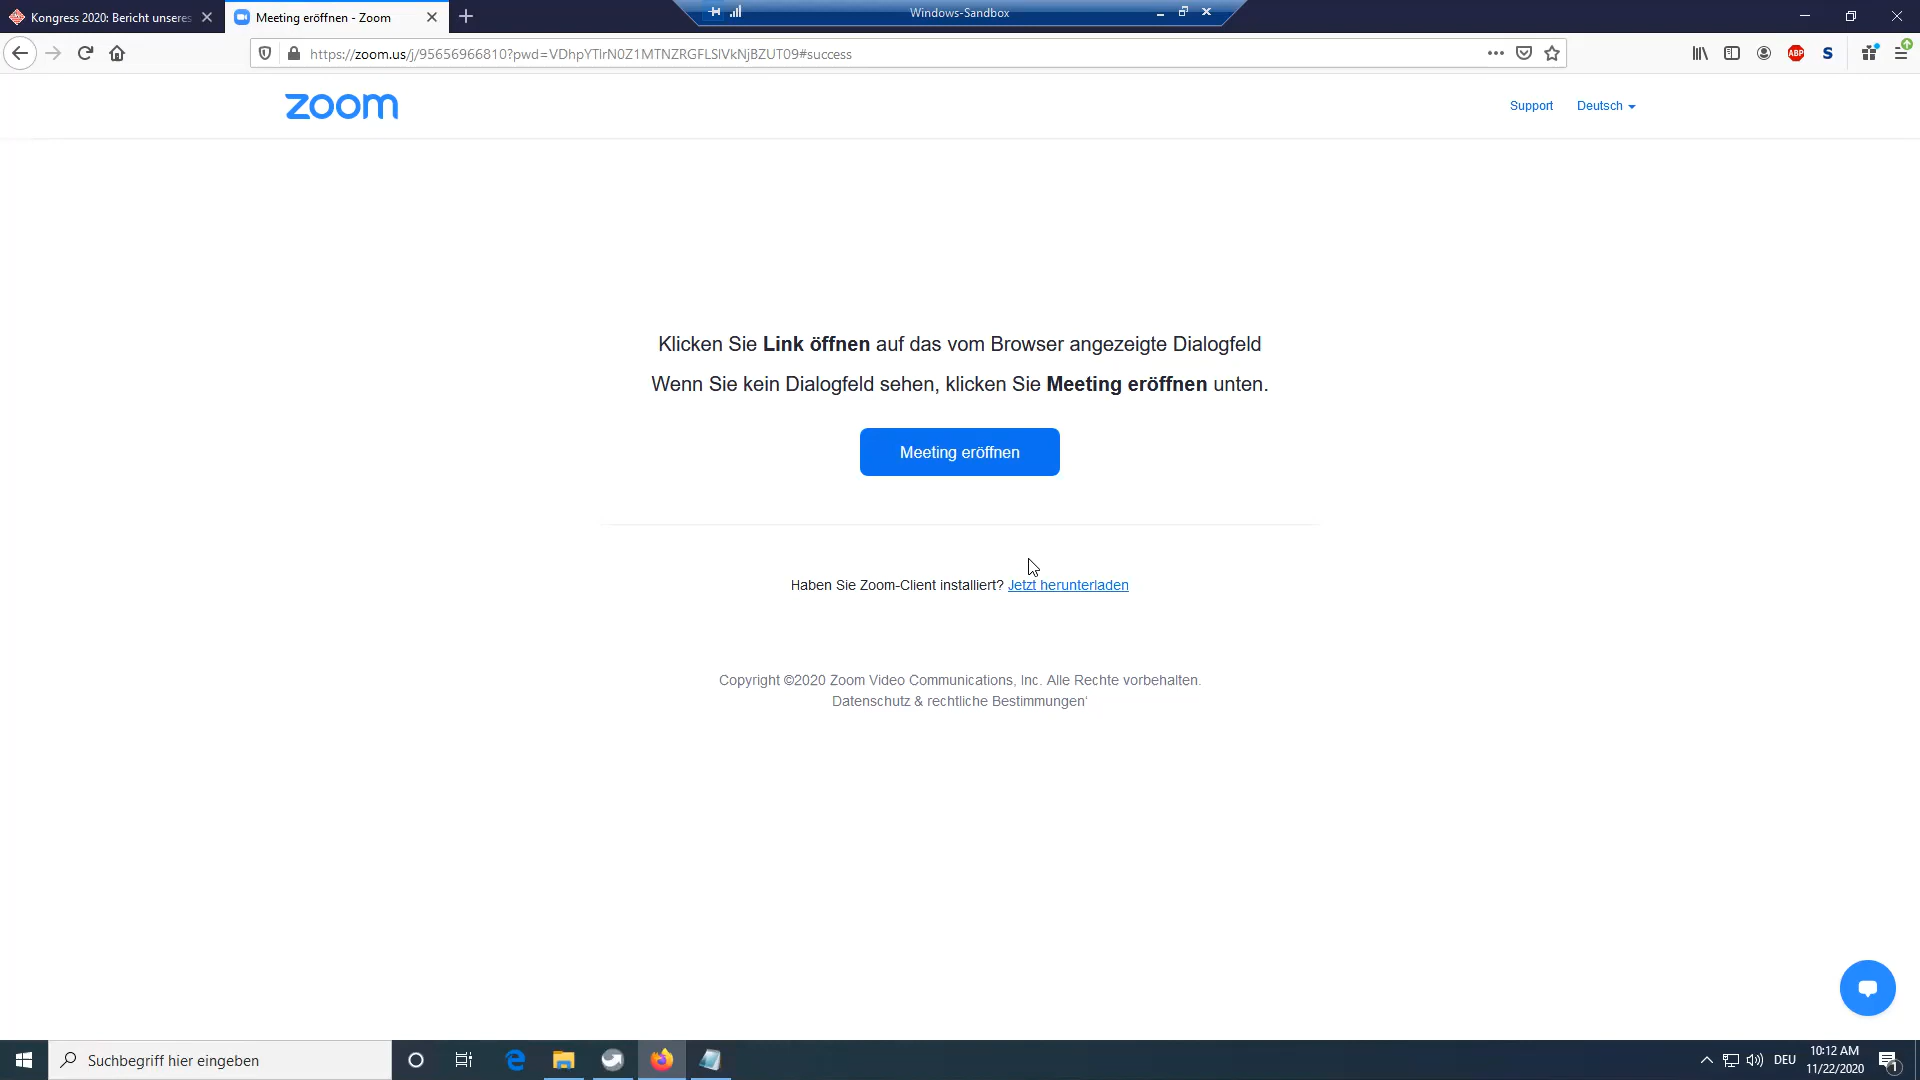 Kongress 2020: Bericht unseres
Meeting eröffnen - Zoom
Windows-Sandbox
https://zoom.us/j/95656966810?pwd=VDhpYTlrN0Z1MTNZRGFLSlVkNjBZUT09#success
ABP
S
zoom
Support
Deutsch
Klicken Sie Link öffnen auf das vom Browser angezeigte Dialogfeld
Wenn Sie kein Dialogfeld sehen, klicken Sie Meeting eröffnen unten.
Meeting eröffnen
Haben Sie Zoom-Client installiert? Jetzt herunterladen
Copyright ©2020 Zoom Video Communications, Inc. Alle Rechte vorbehalten.
Datenschutz & rechtliche Bestimmungen'
Suchbegriff hier eingeben
DEU
10:12 AM
11/22/2020
1